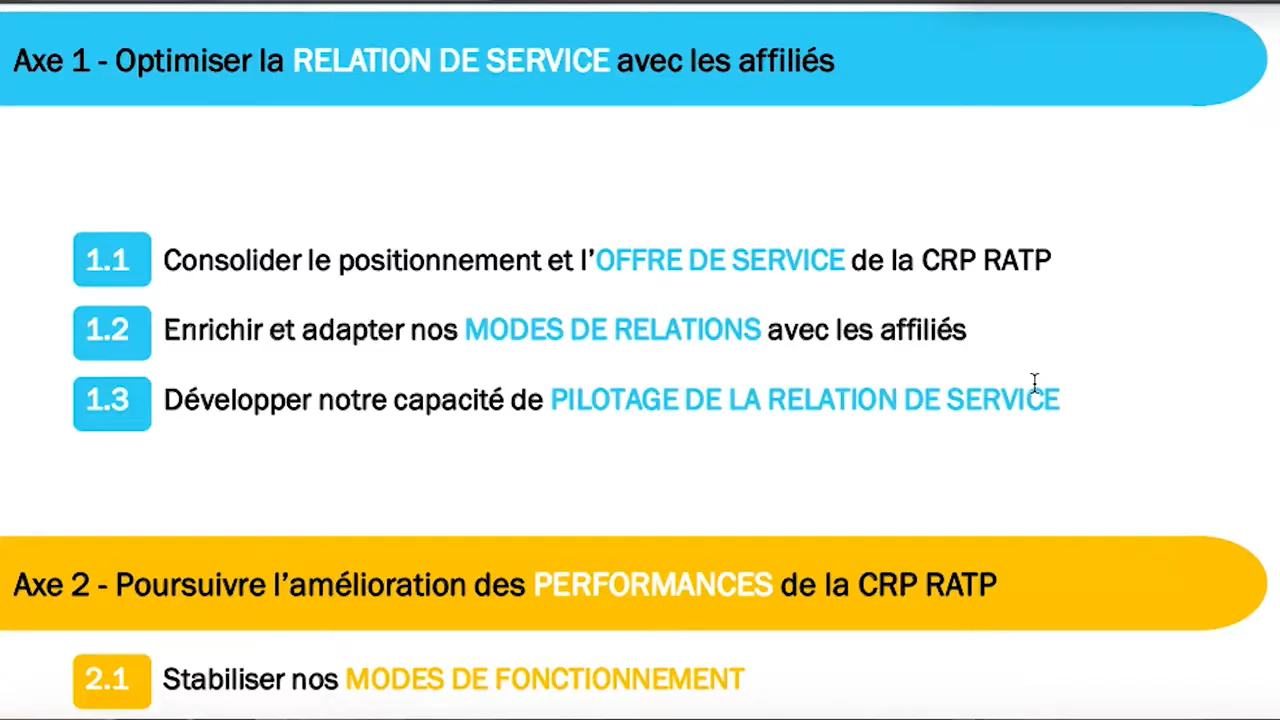 Axe 1 - Optimiser la RELATION DE SERVICE avec les affiliés
1.1 Consolider le positionnement et l’OFFRE DE SERVICE de la CRP RATP
1.2 Enrichir et adapter nos MODES DE RELATIONS avec les affiliés
1.3 Développer notre capacité de PILOTAGE DE LA RELATION DE SERVICE
Axe 2 - Poursuivre l’amélioration des PERFORMANCES de la CRP RATP
2.1 Stabiliser nos MODES DE FONCTIONNEMENT